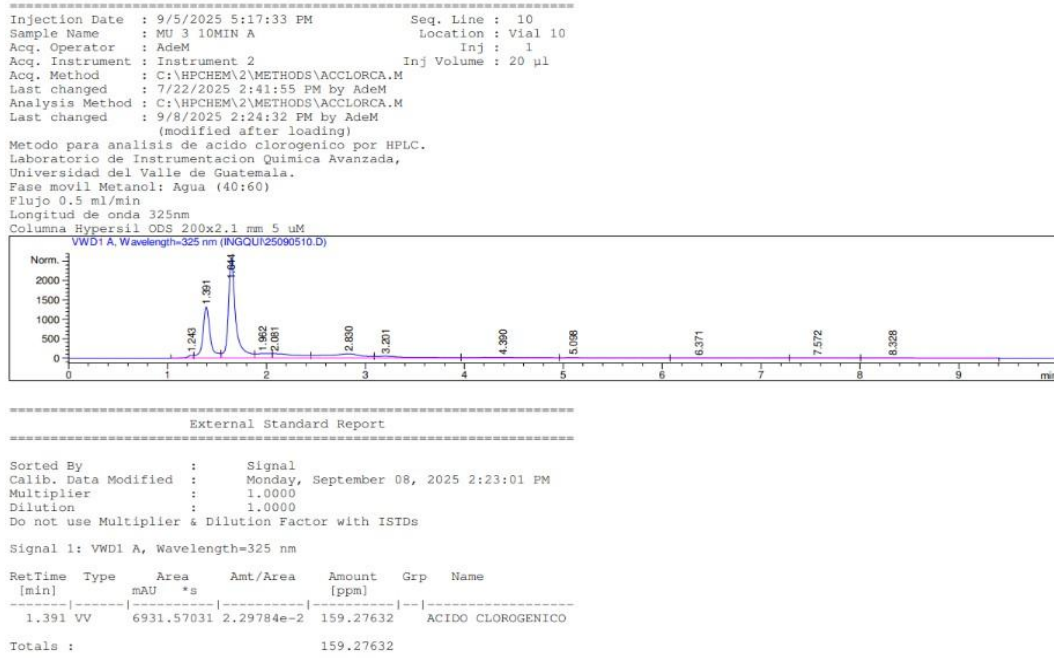 ======================================================================
Injection Date  : 9/5/2025 5:17:33 PM            Seq. Line :  10
Sample Name     : MU 3 10MIN A                    Location : Vial 10
Acq. Operator   : AdeM                                 Inj :   1
Acq. Instrument : Instrument 2                  Inj Volume : 20 µl
Acq. Method     : C:\HPCHEM\2\METHODS\ACCLORCA.M
Last changed    : 7/22/2025 2:41:55 PM by AdeM
Analysis Method : C:\HPCHEM\2\METHODS\ACCLORCA.M
Last changed    : 9/8/2025 2:24:32 PM by AdeM
(modified after loading)
Metodo para analisis de acido clorogenico por HPLC.
Laboratorio de Instrumentacion Quimica Avanzada,
Universidad del Valle de Guatemala.
Fase movil Metanol: Agua (40:60)
Flujo 0.5 ml/min
Longitud de onda 325nm
Columna Hypersil ODS 200x2.1 mm 5 uM
VWD1 A, Wavelength=325 nm (INGQUI\25090510.D)
Norm.
2000
1500
1000
500
0
1.243
1.391
1.644
1.962
2.081
2.830
3.201
4.390
5.098
6.371
7.572
8.328
0 1 2 3 4 5 6 7 8 9 min
======================================================================
External Standard Report
======================================================================
Sorted By             :      Signal
Calib. Data Modified  :      Monday, September 08, 2025 2:23:01 PM
Multiplier            :      1.0000
Dilution              :      1.0000
Do not use Multiplier & Dilution Factor with ISTDs
Signal 1: VWD1 A, Wavelength=325 nm
RetTime  Type     Area      Amt/Area    Amount   Grp   Name
[min]          mAU   *s                 [ppm]
-------|------|----------|----------|----------|--|------------------
1.391 VV     6931.57031 2.29784e-2  159.27632    ACIDO CLOROGENICO
Totals :                               159.27632